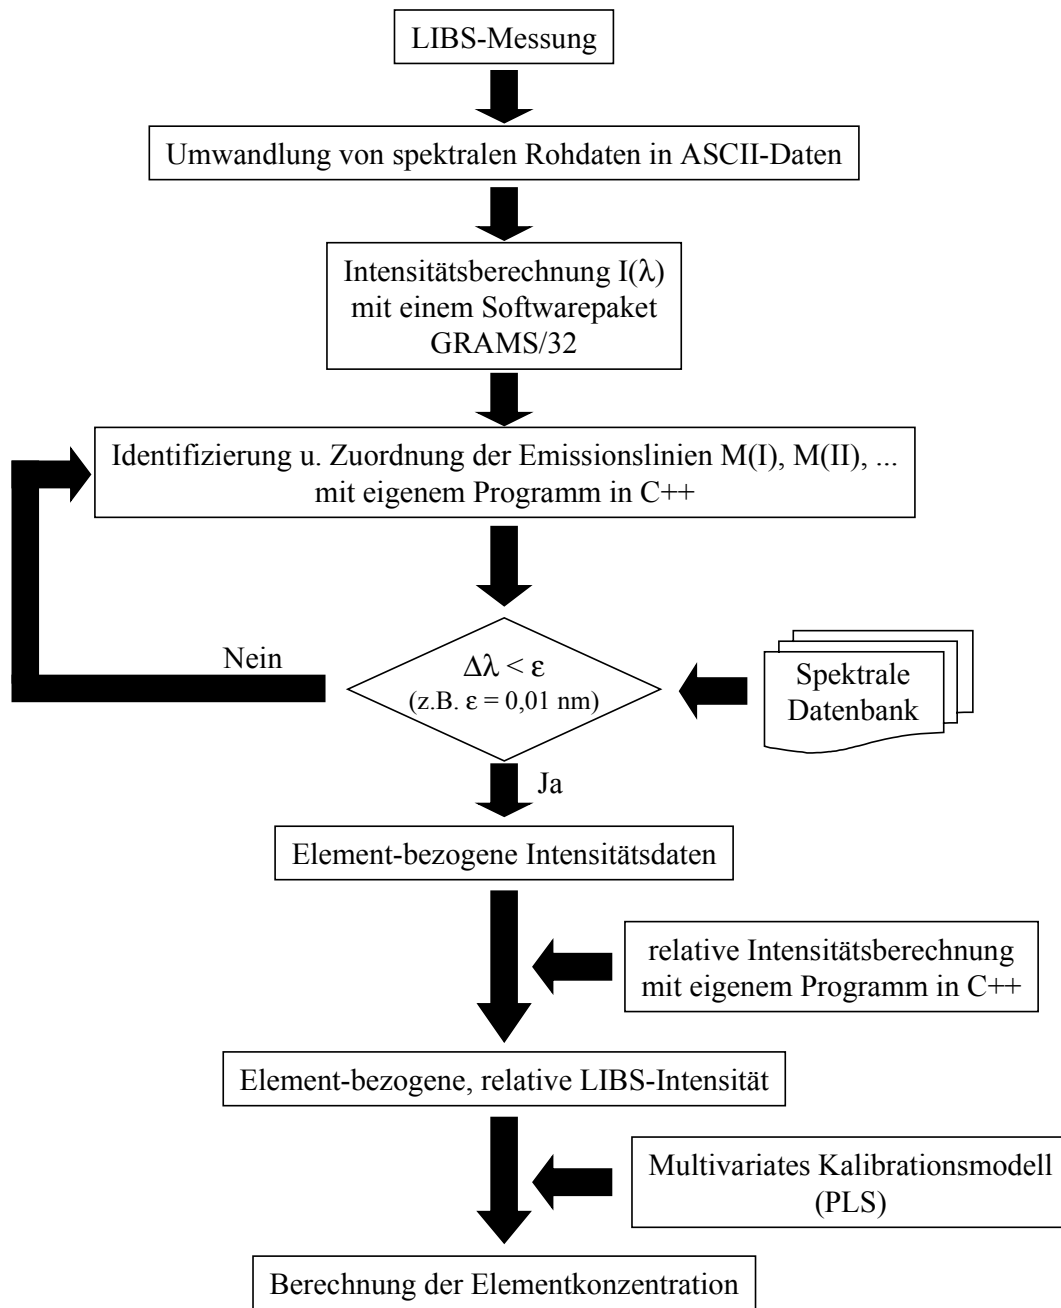 LIBS-Messung
Umwandlung von spektralen Rohdaten in ASCII-Daten
Intensitätsberechnung I(λ)
mit einem Softwarepaket
GRAMS/32
Identifizierung u. Zuordnung der Emissionslinien M(I), M(II), ...
mit eigenem Programm in C++
Nein
Δλ < ε
(z.B. ε = 0,01 nm)
Spektrale
Datenbank
Ja
Element-bezogene Intensitätsdaten
relative Intensitätsberechnung
mit eigenem Programm in C++
Element-bezogene, relative LIBS-Intensität
Multivariates Kalibrationsmodell
(PLS)
Berechnung der Elementkonzentration